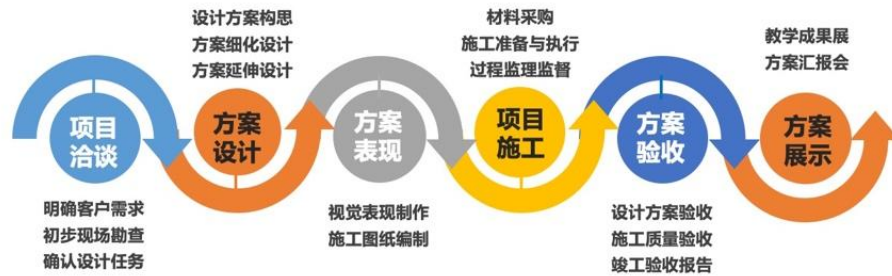 项目
洽谈
明确客户需求
初步现场勘查
确认设计任务
设计方案构思
方案细化设计
方案延伸设计
方案
设计
方案
表现
视觉表现制作
施工图纸编制
材料采购
施工准备与执行
过程监理监督
项目
施工
方案
验收
设计方案验收
施工质量验收
竣工验收报告
教学成果展
方案汇报会
方案
展示